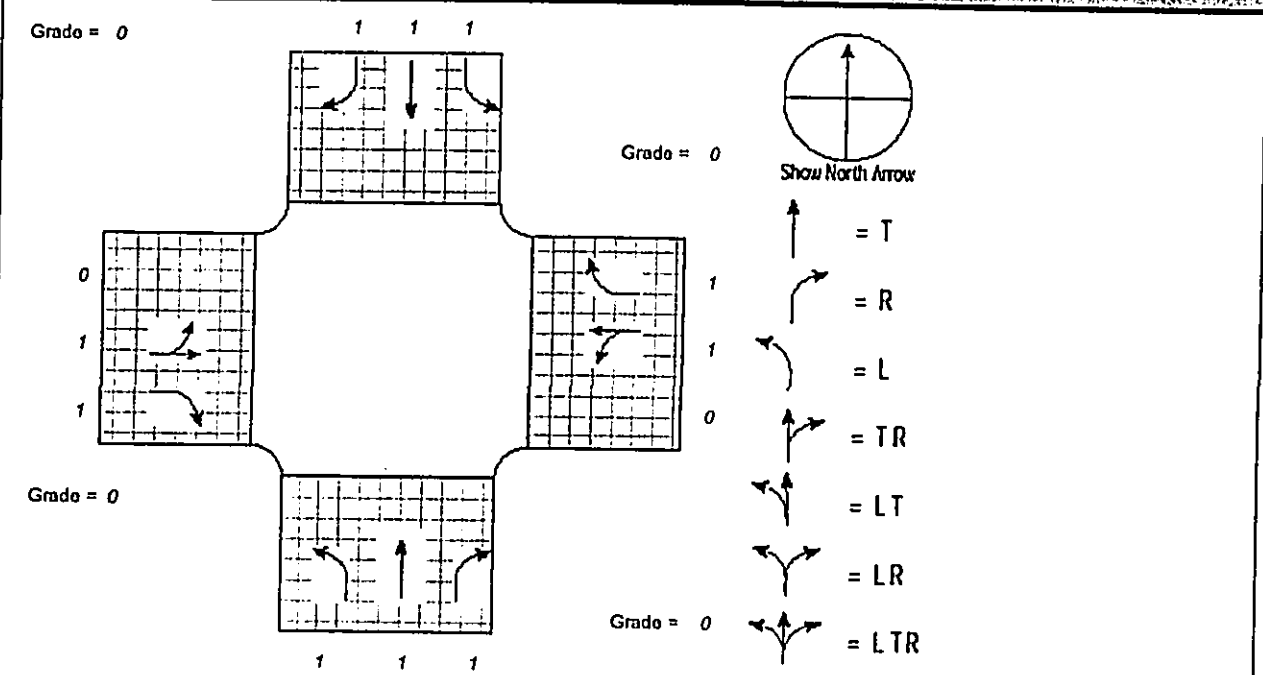 Grade = 0
1 1 1
Grade = 0
Show North Arrow
= T
0
1
= R
1
1
= L
1
0
= TR
Grade = 0
= LT
= LR
Grade = 0
= LTR
1 1 1